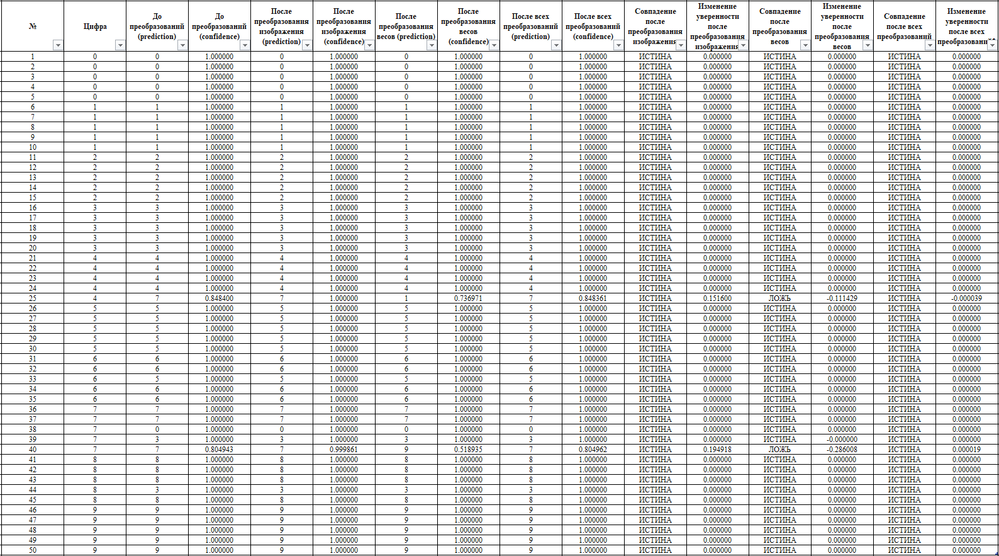 № Цифра До преобразований (prediction) До преобразований (confidence) После преобразования изображения (prediction) После преобразования изображения (confidence) После преобразования весов (prediction) После преобразования весов (confidence) После всех преобразований (prediction) После всех преобразований (confidence) Совпадение после преобразования изображения Изменение уверенности после преобразования изображения Совпадение после преобразования весов Изменение уверенности после преобразования весов Совпадение после всех преобразований Изменение уверенности после всех преобразований
1 0 0 1.000000 0 1.000000 0 1.000000 0 1.000000 ИСТИНА 0.000000 ИСТИНА 0.000000 ИСТИНА 0.000000
2 0 0 1.000000 0 1.000000 0 1.000000 0 1.000000 ИСТИНА 0.000000 ИСТИНА 0.000000 ИСТИНА 0.000000
3 0 0 1.000000 0 1.000000 0 1.000000 0 1.000000 ИСТИНА 0.000000 ИСТИНА 0.000000 ИСТИНА 0.000000
4 0 0 1.000000 0 1.000000 0 1.000000 0 1.000000 ИСТИНА 0.000000 ИСТИНА 0.000000 ИСТИНА 0.000000
5 0 0 1.000000 0 1.000000 0 1.000000 0 1.000000 ИСТИНА 0.000000 ИСТИНА 0.000000 ИСТИНА 0.000000
6 1 1 1.000000 1 1.000000 1 1.000000 1 1.000000 ИСТИНА 0.000000 ИСТИНА 0.000000 ИСТИНА 0.000000
7 1 1 1.000000 1 1.000000 1 1.000000 1 1.000000 ИСТИНА 0.000000 ИСТИНА 0.000000 ИСТИНА 0.000000
8 1 1 1.000000 1 1.000000 1 1.000000 1 1.000000 ИСТИНА 0.000000 ИСТИНА 0.000000 ИСТИНА 0.000000
9 1 1 1.000000 1 1.000000 1 1.000000 1 1.000000 ИСТИНА 0.000000 ИСТИНА 0.000000 ИСТИНА 0.000000
10 1 1 1.000000 1 1.000000 1 1.000000 1 1.000000 ИСТИНА 0.000000 ИСТИНА 0.000000 ИСТИНА 0.000000
11 2 2 1.000000 2 1.000000 2 1.000000 2 1.000000 ИСТИНА 0.000000 ИСТИНА 0.000000 ИСТИНА 0.000000
12 2 2 1.000000 2 1.000000 2 1.000000 2 1.000000 ИСТИНА 0.000000 ИСТИНА 0.000000 ИСТИНА 0.000000
13 2 2 1.000000 2 1.000000 2 1.000000 2 1.000000 ИСТИНА 0.000000 ИСТИНА 0.000000 ИСТИНА 0.000000
14 2 2 1.000000 2 1.000000 2 1.000000 2 1.000000 ИСТИНА 0.000000 ИСТИНА 0.000000 ИСТИНА 0.000000
15 2 2 1.000000 2 1.000000 2 1.000000 2 1.000000 ИСТИНА 0.000000 ИСТИНА 0.000000 ИСТИНА 0.000000
16 3 3 1.000000 3 1.000000 3 1.000000 3 1.000000 ИСТИНА 0.000000 ИСТИНА 0.000000 ИСТИНА 0.000000
17 3 3 1.000000 3 1.000000 3 1.000000 3 1.000000 ИСТИНА 0.000000 ИСТИНА 0.000000 ИСТИНА 0.000000
18 3 3 1.000000 3 1.000000 3 1.000000 3 1.000000 ИСТИНА 0.000000 ИСТИНА 0.000000 ИСТИНА 0.000000
19 3 3 1.000000 3 1.000000 3 1.000000 3 1.000000 ИСТИНА 0.000000 ИСТИНА 0.000000 ИСТИНА 0.000000
20 3 3 1.000000 3 1.000000 3 1.000000 3 1.000000 ИСТИНА 0.000000 ИСТИНА 0.000000 ИСТИНА 0.000000
21 4 4 1.000000 4 1.000000 4 1.000000 4 1.000000 ИСТИНА 0.000000 ИСТИНА 0.000000 ИСТИНА 0.000000
22 4 4 1.000000 4 1.000000 4 1.000000 4 1.000000 ИСТИНА 0.000000 ИСТИНА 0.000000 ИСТИНА 0.000000
23 4 4 1.000000 4 1.000000 4 1.000000 4 1.000000 ИСТИНА 0.000000 ИСТИНА 0.000000 ИСТИНА 0.000000
24 4 4 1.000000 4 1.000000 4 1.000000 4 1.000000 ИСТИНА 0.000000 ИСТИНА 0.000000 ИСТИНА 0.000000
25 4 7 0.848400 7 1.000000 1 0.736971 7 0.848361 ИСТИНА 0.151600 ЛОЖЬ -0.111429 ИСТИНА -0.000039
26 5 5 1.000000 5 1.000000 5 1.000000 5 1.000000 ИСТИНА 0.000000 ИСТИНА 0.000000 ИСТИНА 0.000000
27 5 5 1.000000 5 1.000000 5 1.000000 5 1.000000 ИСТИНА 0.000000 ИСТИНА 0.000000 ИСТИНА 0.000000
28 5 5 1.000000 5 1.000000 5 1.000000 5 1.000000 ИСТИНА 0.000000 ИСТИНА 0.000000 ИСТИНА 0.000000
29 5 5 1.000000 5 1.000000 5 1.000000 5 1.000000 ИСТИНА 0.000000 ИСТИНА 0.000000 ИСТИНА 0.000000
30 5 5 1.000000 5 1.000000 5 1.000000 5 1.000000 ИСТИНА 0.000000 ИСТИНА 0.000000 ИСТИНА 0.000000
31 6 6 1.000000 6 1.000000 6 1.000000 6 1.000000 ИСТИНА 0.000000 ИСТИНА 0.000000 ИСТИНА 0.000000
32 6 6 1.000000 6 1.000000 6 1.000000 6 1.000000 ИСТИНА 0.000000 ИСТИНА 0.000000 ИСТИНА 0.000000
33 6 5 1.000000 5 1.000000 5 1.000000 5 1.000000 ИСТИНА 0.000000 ИСТИНА 0.000000 ИСТИНА 0.000000
34 6 6 1.000000 6 1.000000 6 1.000000 6 1.000000 ИСТИНА 0.000000 ИСТИНА 0.000000 ИСТИНА 0.000000
35 6 6 1.000000 6 1.000000 6 1.000000 6 1.000000 ИСТИНА 0.000000 ИСТИНА 0.000000 ИСТИНА 0.000000
36 7 7 1.000000 7 1.000000 7 1.000000 7 1.000000 ИСТИНА 0.000000 ИСТИНА 0.000000 ИСТИНА 0.000000
37 7 7 1.000000 7 1.000000 7 1.000000 7 1.000000 ИСТИНА 0.000000 ИСТИНА 0.000000 ИСТИНА 0.000000
38 7 0 1.000000 0 1.000000 0 1.000000 0 1.000000 ИСТИНА 0.000000 ИСТИНА 0.000000 ИСТИНА 0.000000
39 7 3 1.000000 3 1.000000 3 1.000000 3 1.000000 ИСТИНА 0.000000 ИСТИНА -0.000000 ИСТИНА 0.000000
40 7 7 0.804943 7 0.999861 9 0.518935 7 0.804962 ИСТИНА 0.194918 ЛОЖЬ -0.286008 ИСТИНА 0.000019
41 8 8 1.000000 8 1.000000 8 1.000000 8 1.000000 ИСТИНА 0.000000 ИСТИНА 0.000000 ИСТИНА 0.000000
42 8 8 1.000000 8 1.000000 8 1.000000 8 1.000000 ИСТИНА 0.000000 ИСТИНА 0.000000 ИСТИНА 0.000000
43 8 8 1.000000 8 1.000000 8 1.000000 8 1.000000 ИСТИНА 0.000000 ИСТИНА 0.000000 ИСТИНА 0.000000
44 8 3 1.000000 3 1.000000 3 1.000000 3 1.000000 ИСТИНА 0.000000 ИСТИНА 0.000000 ИСТИНА 0.000000
45 8 8 1.000000 8 1.000000 8 1.000000 8 1.000000 ИСТИНА 0.000000 ИСТИНА 0.000000 ИСТИНА 0.000000
46 9 9 1.000000 9 1.000000 9 1.000000 9 1.000000 ИСТИНА 0.000000 ИСТИНА 0.000000 ИСТИНА 0.000000
47 9 9 1.000000 9 1.000000 9 1.000000 9 1.000000 ИСТИНА 0.000000 ИСТИНА 0.000000 ИСТИНА 0.000000
48 9 9 1.000000 9 1.000000 9 1.000000 9 1.000000 ИСТИНА 0.000000 ИСТИНА 0.000000 ИСТИНА 0.000000
49 9 9 1.000000 9 1.000000 9 1.000000 9 1.000000 ИСТИНА 0.000000 ИСТИНА 0.000000 ИСТИНА 0.000000
50 9 9 1.000000 9 1.000000 9 1.000000 9 1.000000 ИСТИНА 0.000000 ИСТИНА 0.000000 ИСТИНА 0.000000